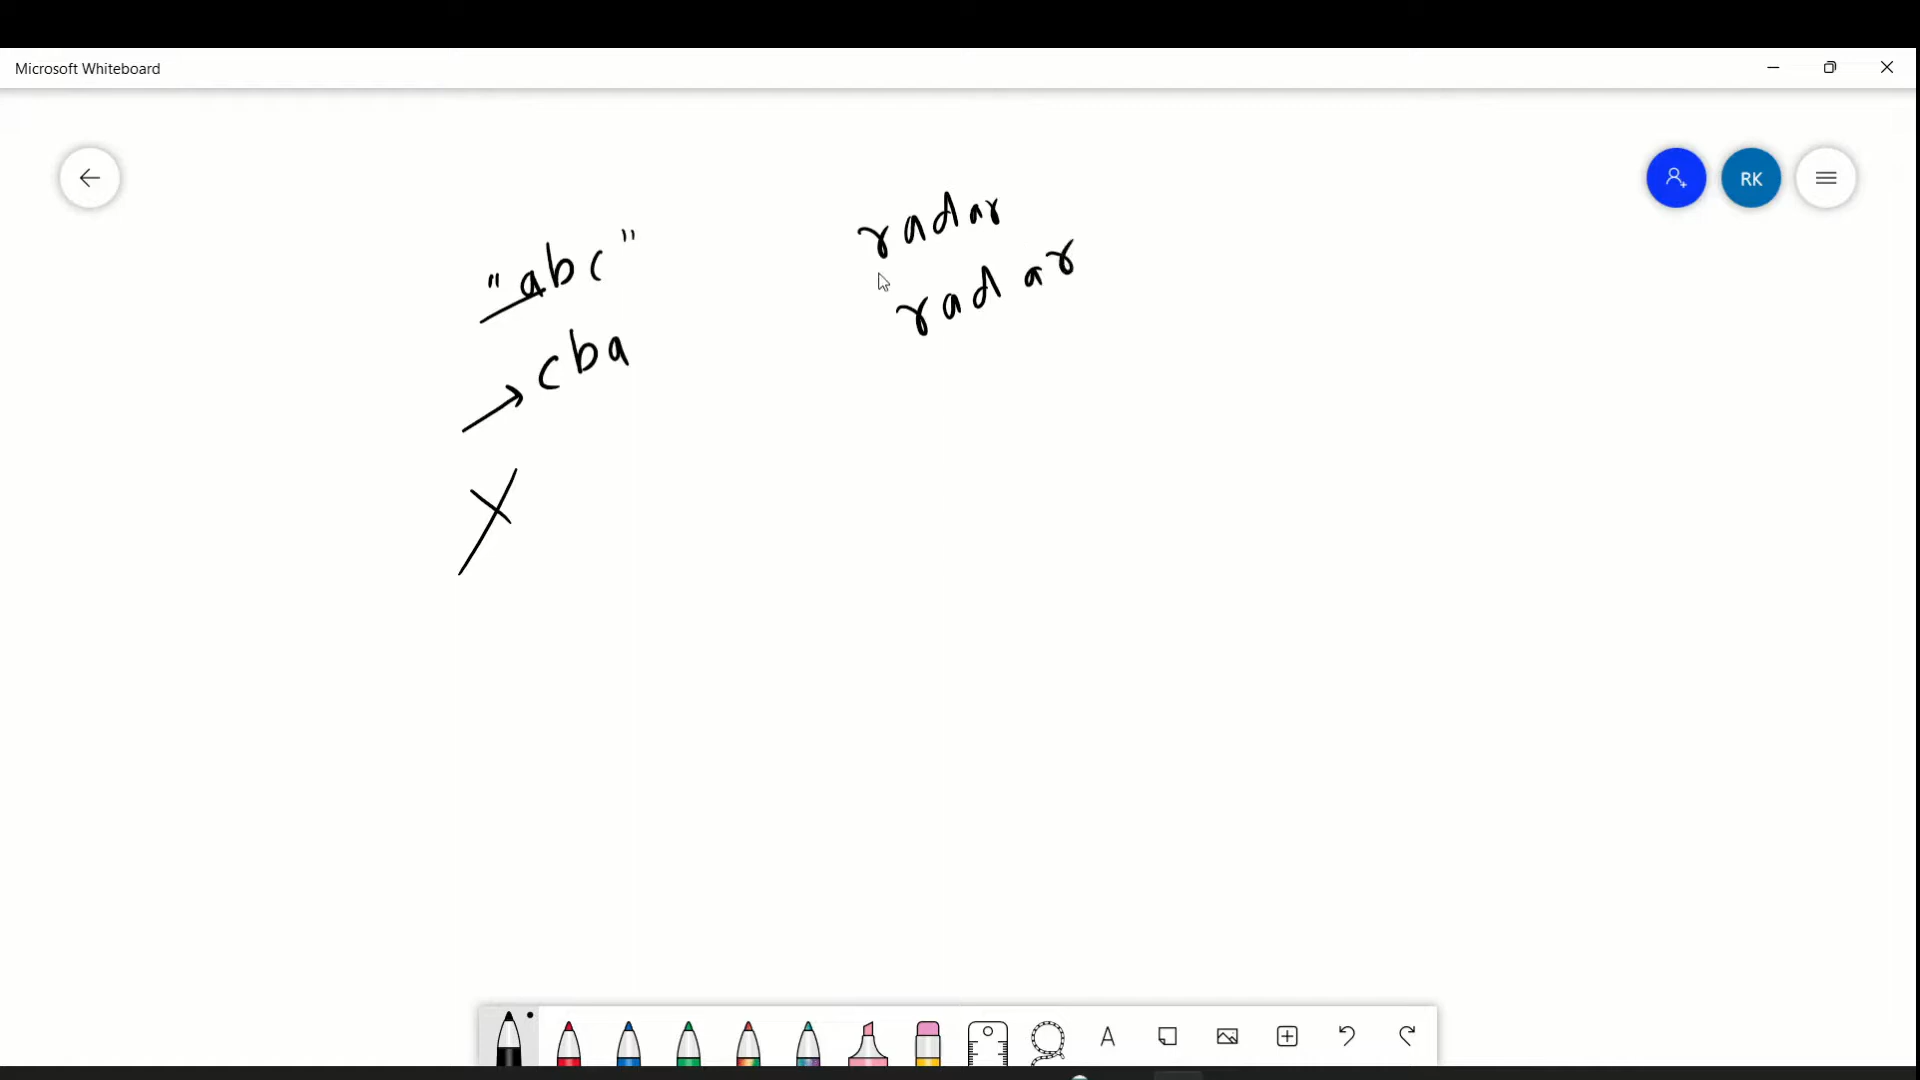 Microsoft Whiteboard
RK
"abc"
→ cba
X
radar
radar
A